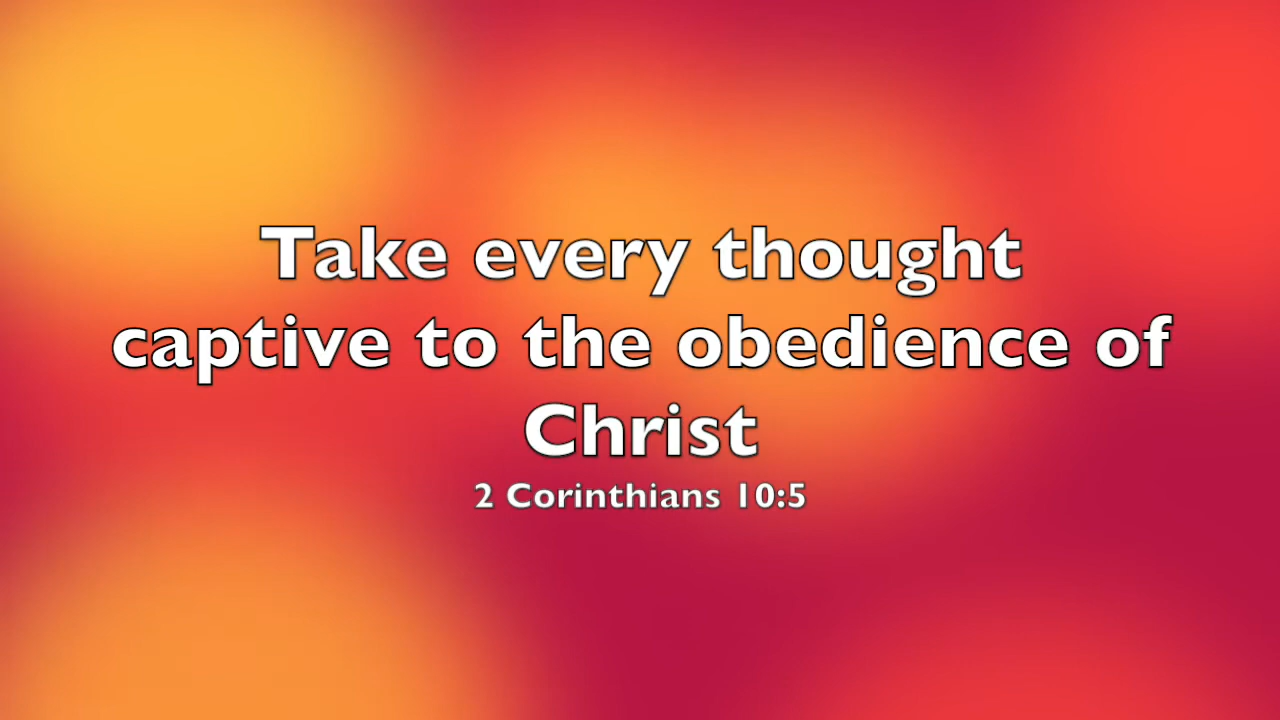 Take every thought
captive to the obedience of
Christ
2 Corinthians 10:5